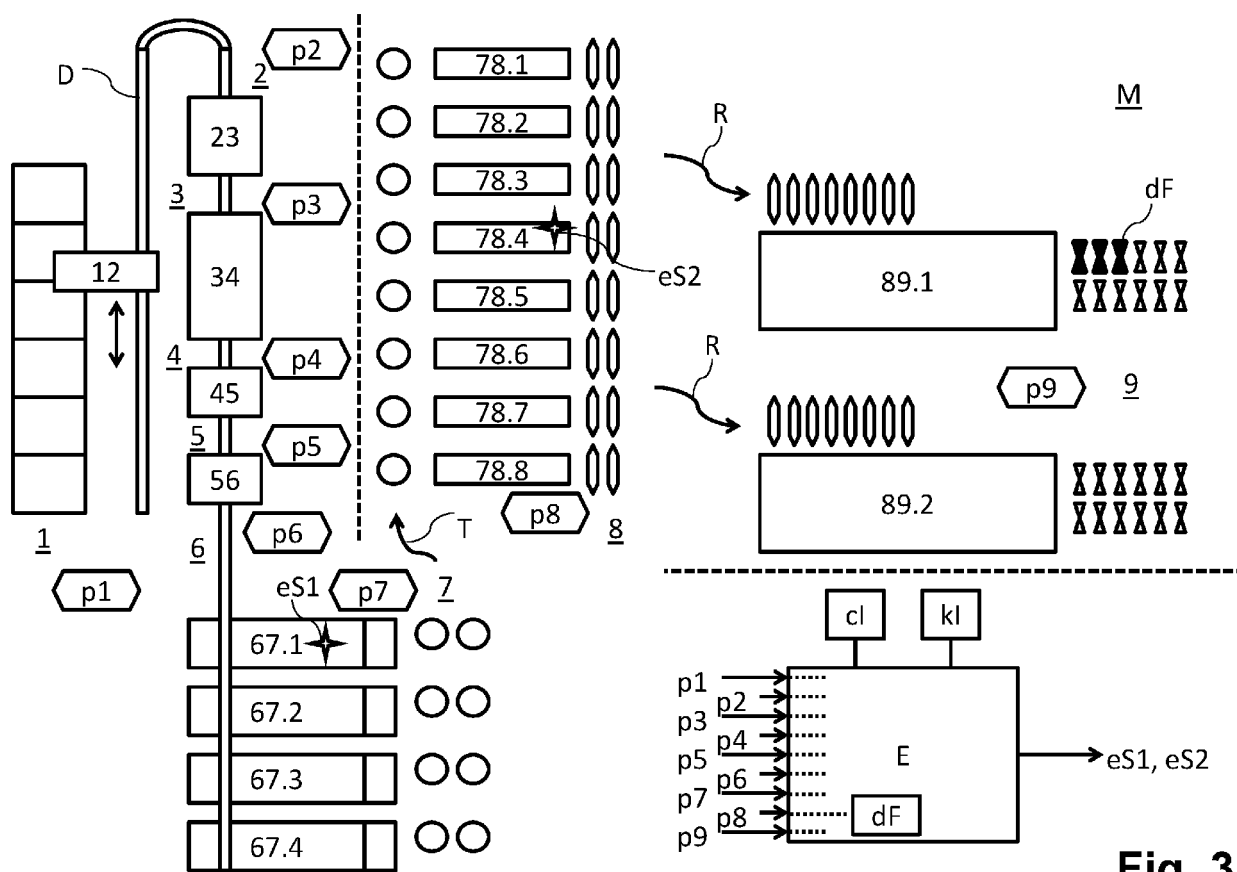 D
2
p2
78.1
M
23
78.2
R
3
p3
78.3
dF
12
34
78.4
eS2
89.1
78.5
4
p4
78.6
R
45
p9
9
5
p5
78.7
56
78.8
89.2
1
6
p6
T
p8
8
p1
eS1
p7
7
cI
kI
67.1
p1
p2
67.2
p3
p4
E
eS1, eS2
p5
p6
67.3
p7
p8
dF
p9
67.4
Fig. 3